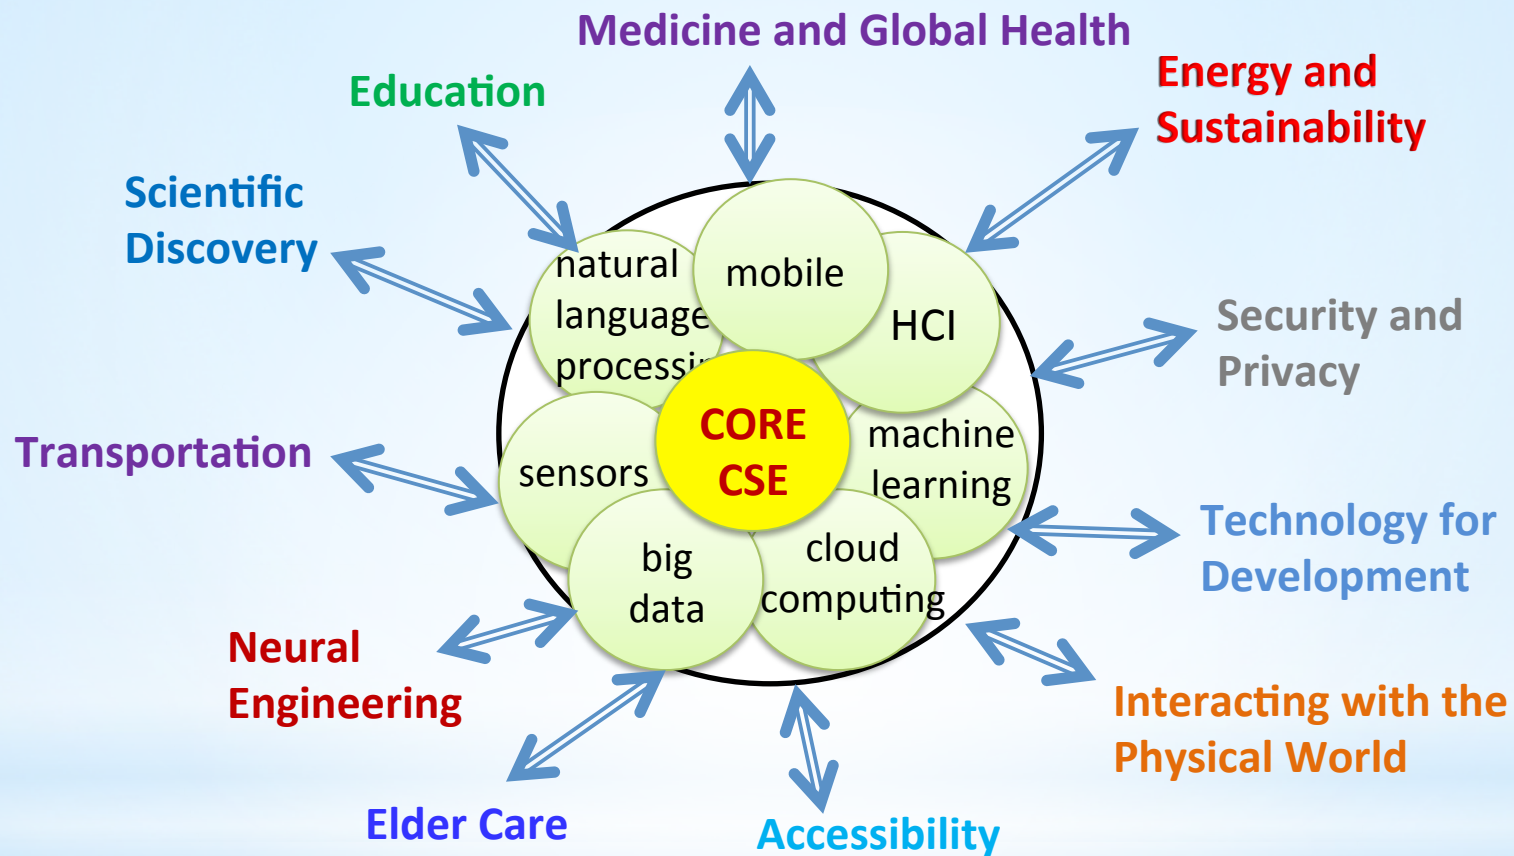 Medicine and Global Health
Education
Energy and
Sustainability
Scientific
Discovery
natural
language
processin
mobile
HCI
Security and
Privacy
CORE
CSE
machine
learning
Transportation
sensors
Technology for
Development
big
data
cloud
computing
Neural
Engineering
Interacting with the
Physical World
Elder Care
Accessibility